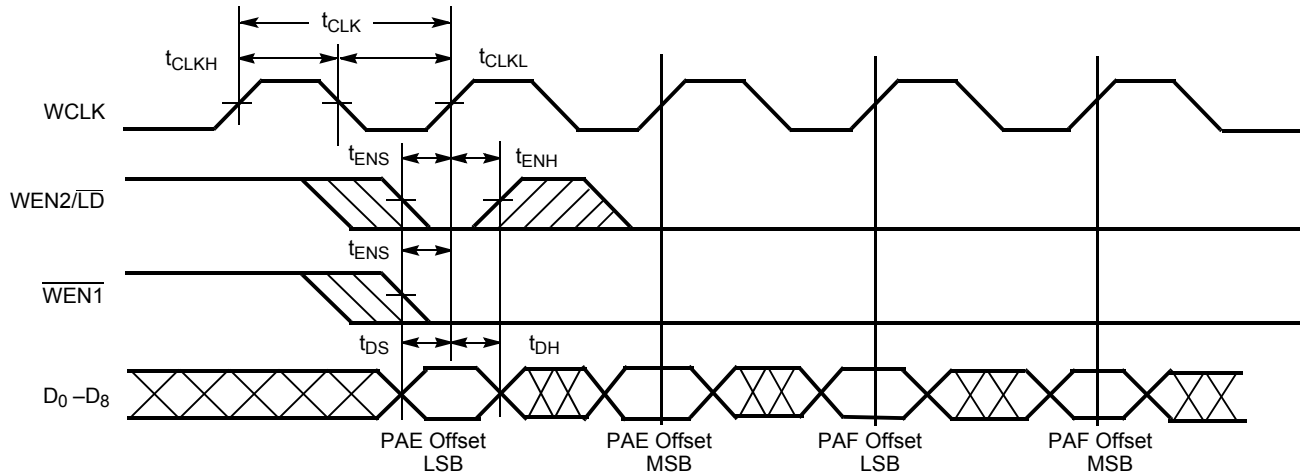 tCLK
tCLKH
tCLKL
WCLK
tENS
tENH
WEN2/LD
tENS
WEN1
tDS
tDH
D0 –D8
PAE Offset
LSB
PAE Offset
MSB
PAF Offset
LSB
PAF Offset
MSB